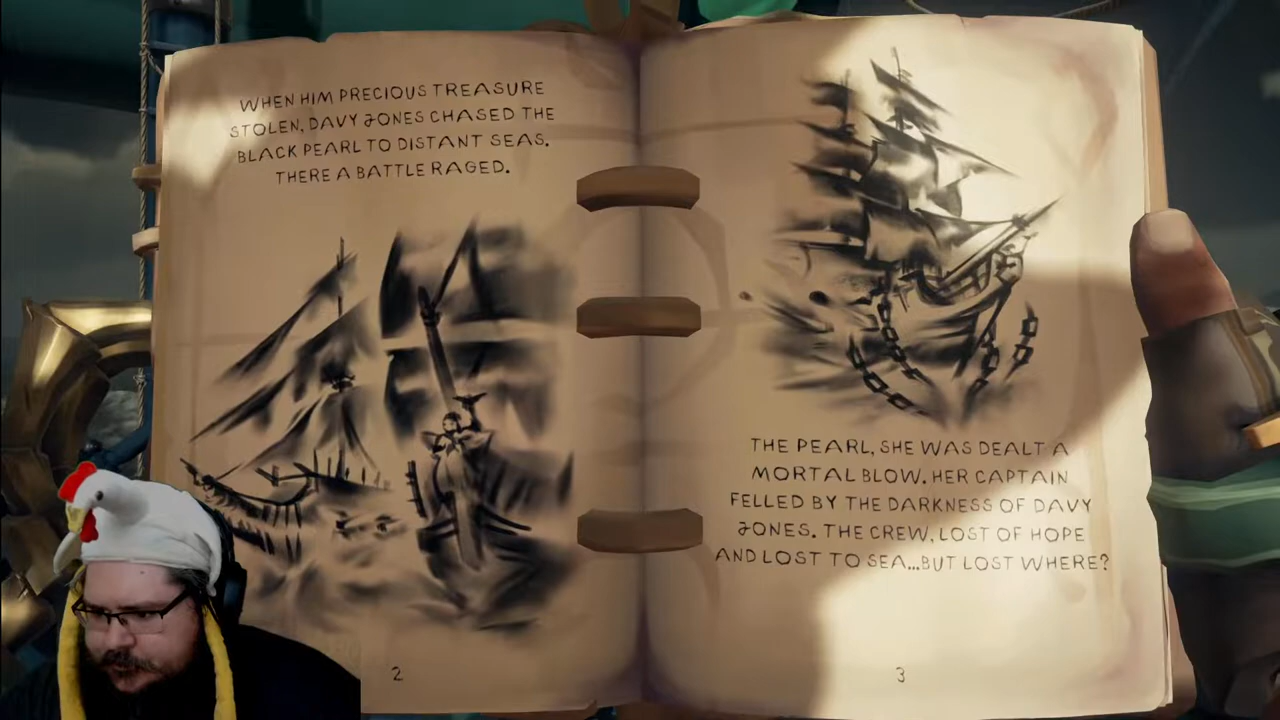 WHEN HIM PRECIOUS TREASURE
STOLEN, DAVY JONES CHASED THE
BLACK PEARL TO DISTANT SEAS.
THERE A BATTLE RAGED.
2
THE PEARL, SHE WAS DEALT A
MORTAL BLOW. HER CAPTAIN
FELLED BY THE DARKNESS OF DAVY
JONES. THE CREW, LOST OF HOPE
AND LOST TO SEA...BUT LOST WHERE?
3